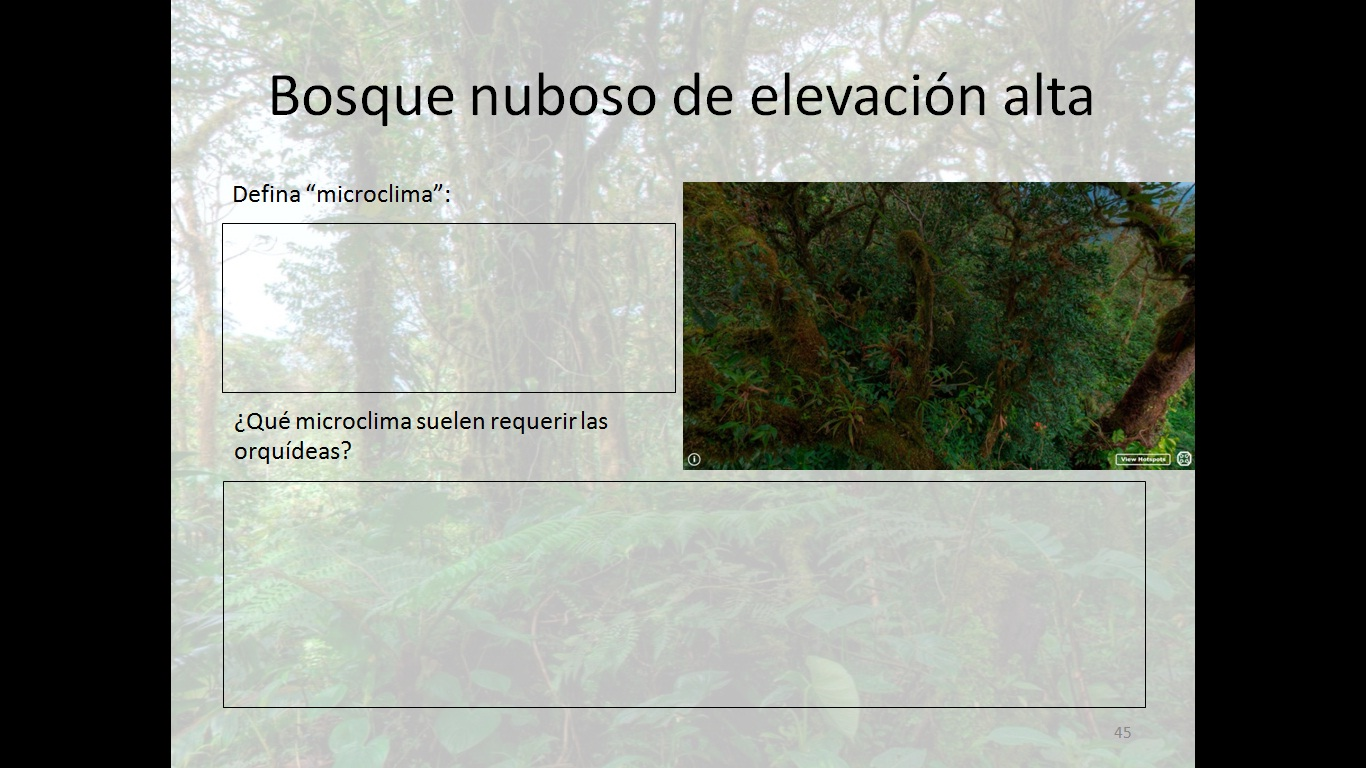 Bosque nuboso de elevación alta
Defina “microclima”:
¿Qué microclima suelen requerir las
orquídeas?
View Hotspots
45